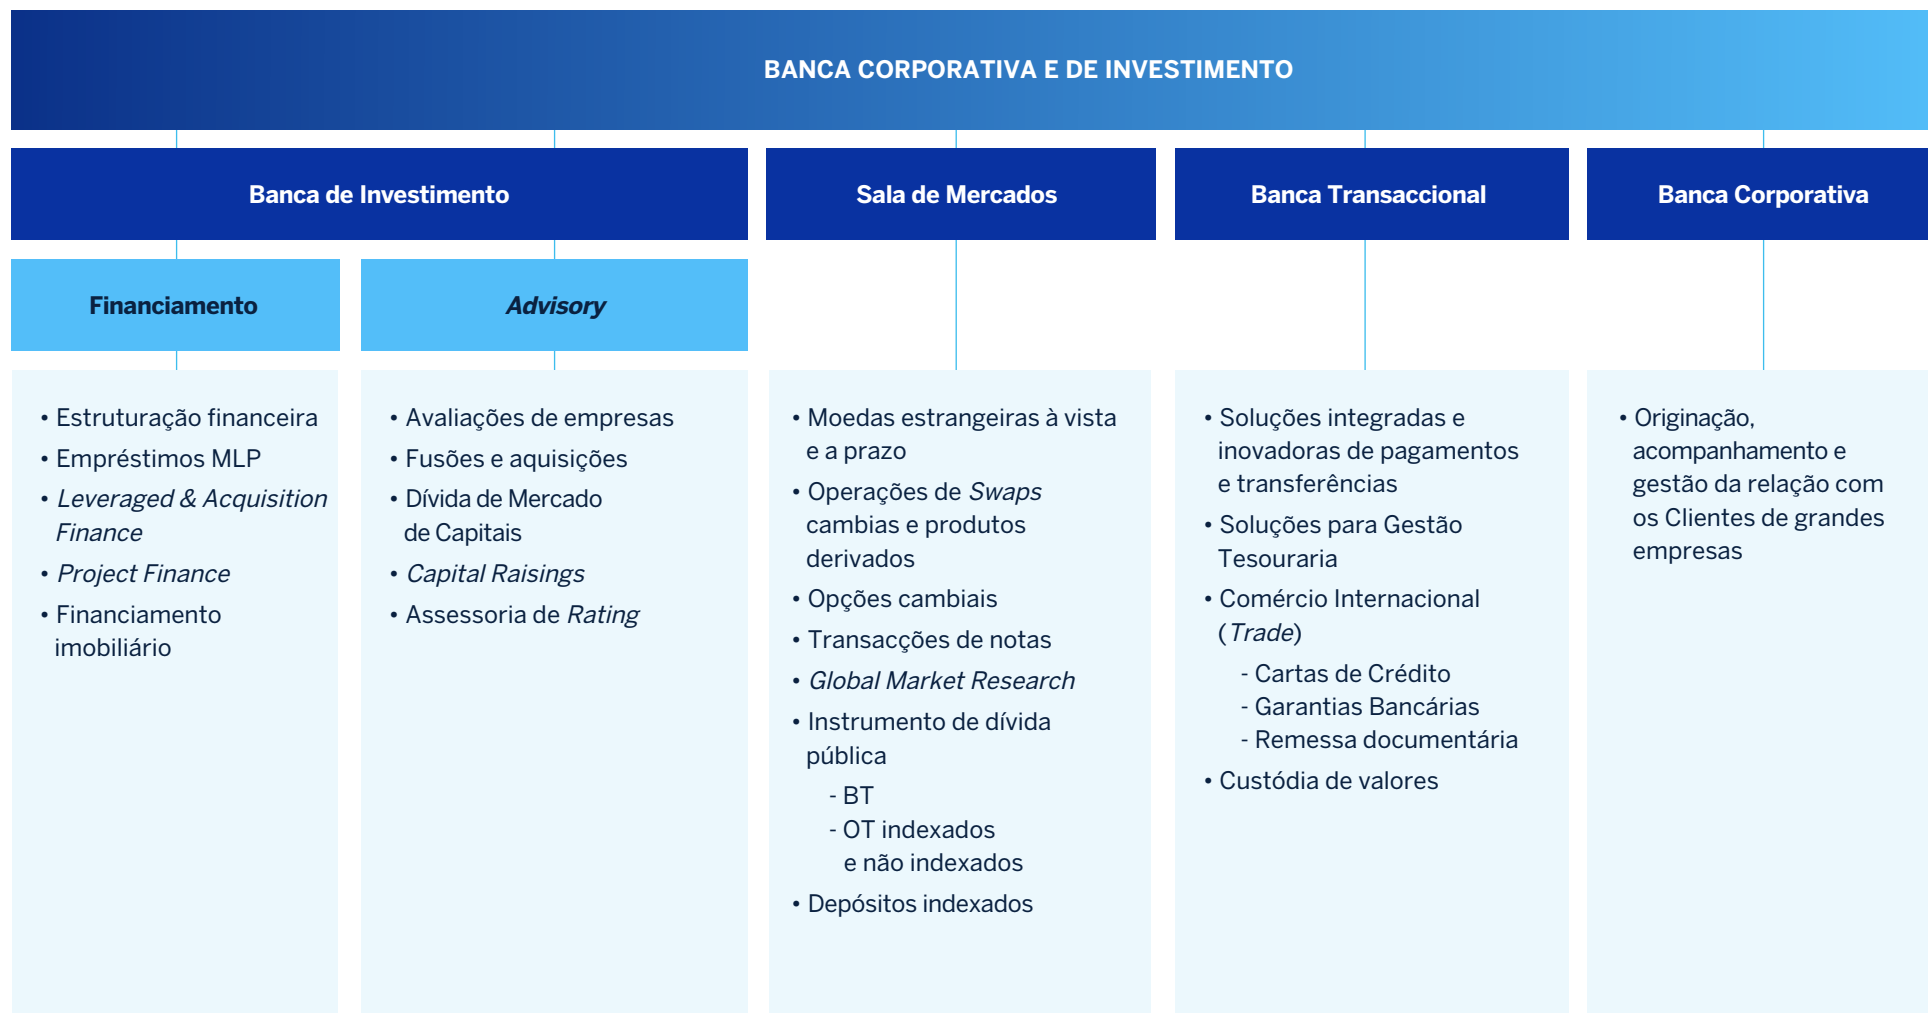 BANCA CORPORATIVA E DE INVESTIMENTO
Banca de Investimento
Sala de Mercados
Banca Transaccional
Banca Corporativa
Financiamento
Advisory
• Estruturação financeira
• Empréstimos MLP
• Leveraged & Acquisition
Finance
• Project Finance
• Financiamento
imobiliário
• Avaliações de empresas
• Fusões e aquisições
• Dívida de Mercado
de Capitais
• Capital Raisings
• Assessoria de Rating
• Moedas estrangeiras à vista
e a prazo
• Operações de Swaps
cambias e produtos
derivados
• Opções cambiais
• Transacções de notas
• Global Market Research
• Instrumento de dívida
pública
- BT
- OT indexados
e não indexados
• Depósitos indexados
• Soluções integradas e
inovadoras de pagamentos
e transferências
• Soluções para Gestão
Tesouraria
• Comércio Internacional
(Trade)
- Cartas de Crédito
- Garantias Bancárias
- Remessa documentária
• Custódia de valores
• Originação,
acompanhamento e
gestão da relação com
os Clientes de grandes
empresas